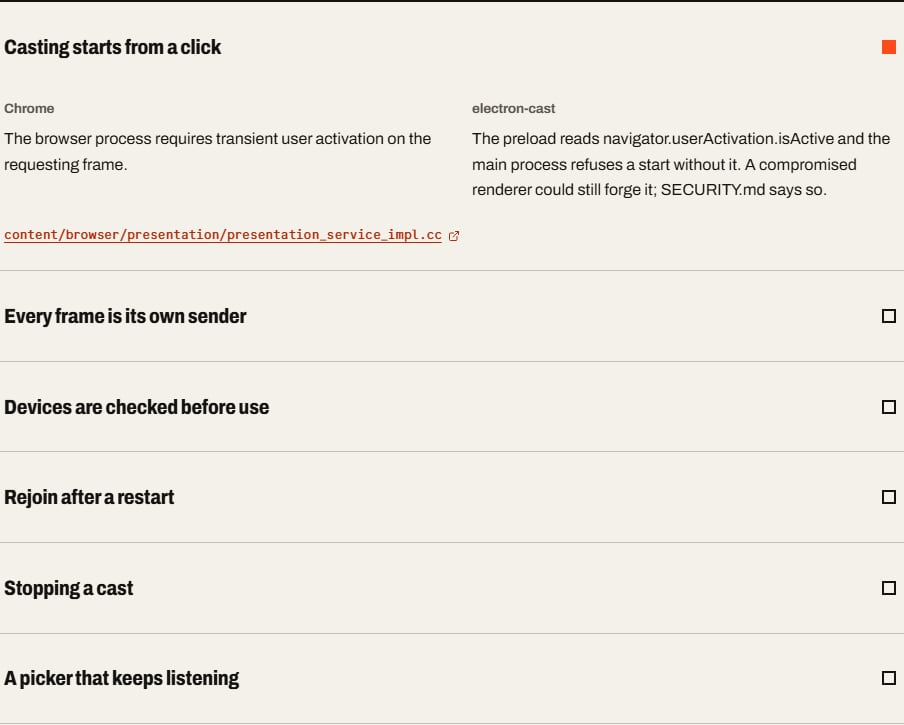 Casting starts from a click
Chrome
The browser process requires transient user activation on the
requesting frame.
electron-cast
The preload reads navigator.userActivation.isActive and the
main process refuses a start without it. A compromised
renderer could still forge it; SECURITY.md says so.
content/browser/presentation/presentation_service_impl.cc
Every frame is its own sender
Devices are checked before use
Rejoin after a restart
Stopping a cast
A picker that keeps listening